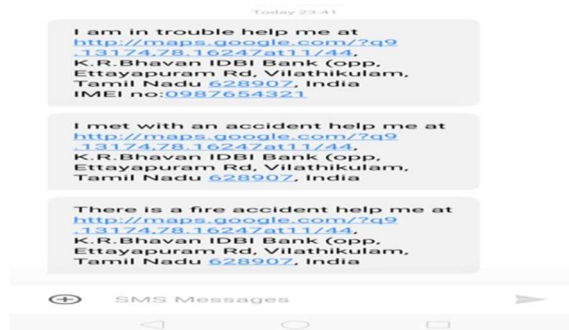 Today 23:41
I am in trouble help me at
http://maps.google.com/?q9
.13174,78.16247at11/44,
K.R.Bhavan IDBI Bank (opp,
Ettayapuram Rd, Vilathikulam,
Tamil Nadu 628907, India
IMEI no:0987654321
I met with an accident help me at
http://maps.google.com/?q9
.13174,78.16247at11/44,
K.R.Bhavan IDBI Bank (opp,
Ettayapuram Rd, Vilathikulam,
Tamil Nadu 628907, India
There is a fire accident help me at
http://maps.google.com/?q9
.13174,78.16247at11/44,
K.R.Bhavan IDBI Bank (opp,
Ettayapuram Rd, Vilathikulam,
Tamil Nadu 628907, India
SMS Messages